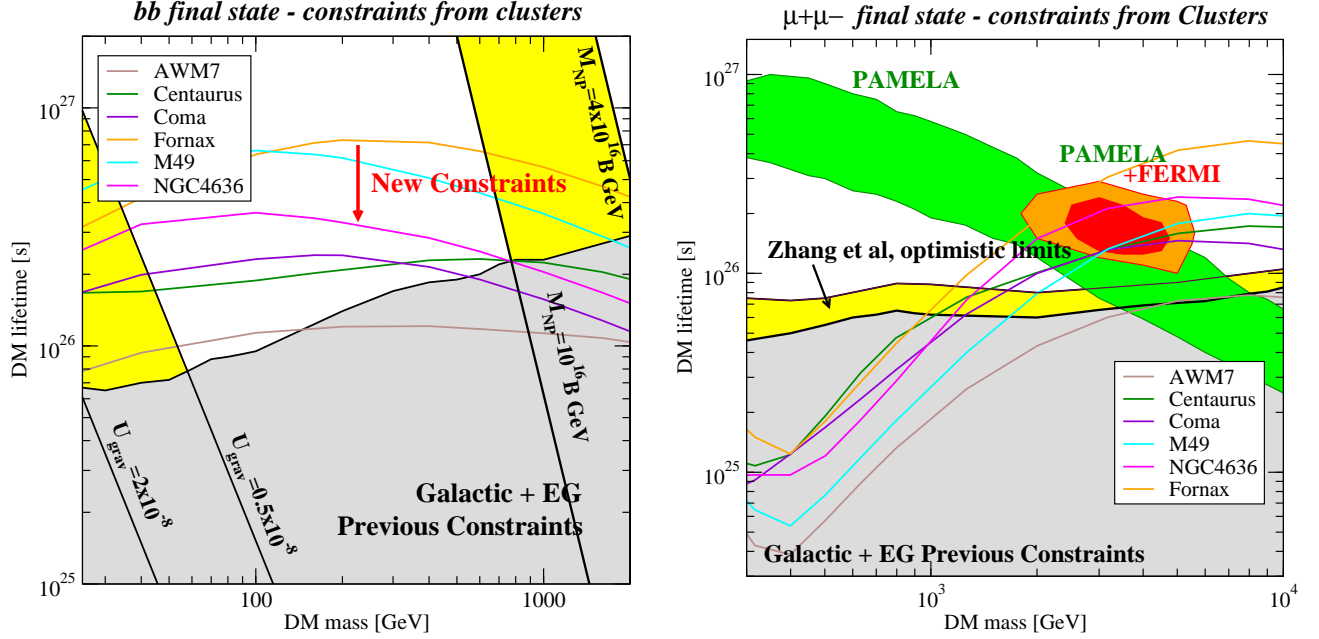 bb final state - constraints from clusters
10^27
10^26
10^25
DM lifetime [s]
AWM7
Centaurus
Coma
Fornax
M49
NGC4636
New Constraints
M_NP=4x10^16 B GeV
M_NP=10^16 B GeV
U_grav=2x10^-8
U_grav=0.5x10^-8
Galactic + EG
Previous Constraints
100
1000
DM mass [GeV]
μ+μ− final state - constraints from Clusters
10^27
10^26
10^25
DM lifetime [s]
PAMELA
PAMELA
+FERMI
Zhang et al, optimistic limits
AWM7
Centaurus
Coma
M49
NGC4636
Fornax
Galactic + EG Previous Constraints
10^3
10^4
DM mass [GeV]